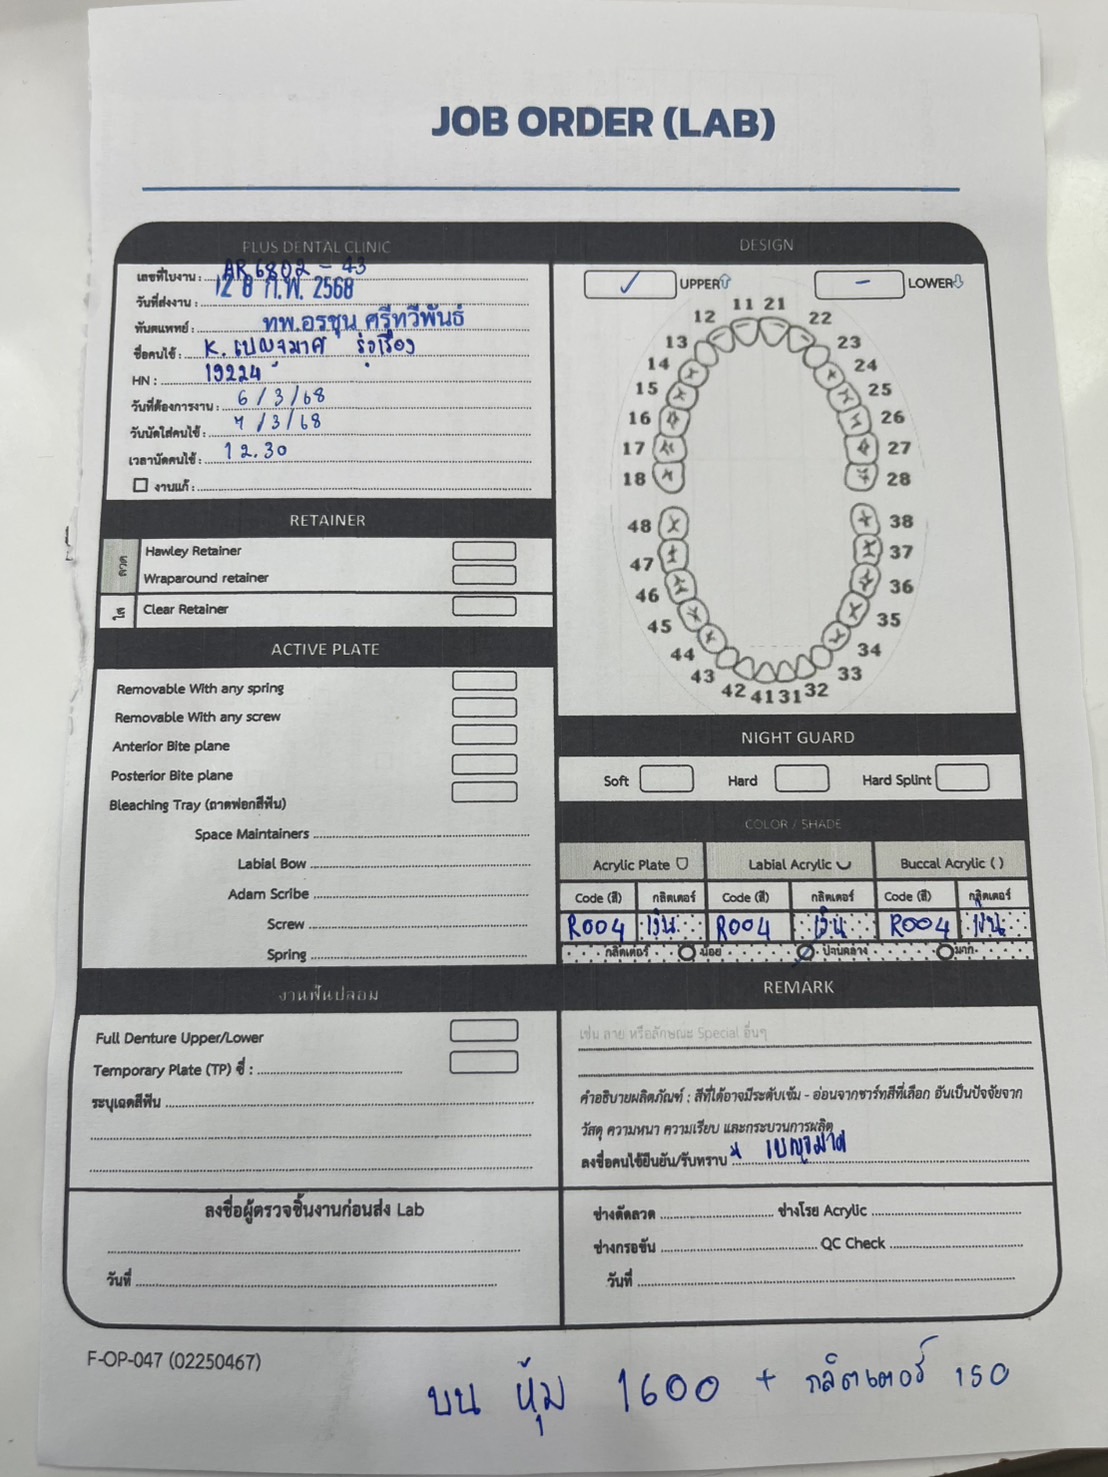 JOB ORDER (LAB)
PLUS DENTAL CLINIC
เลขที่ใบงาน : AR6802-43
วันที่ส่งงาน : 28 ก.พ. 2568
ทันตแพทย์ : ทพ.อรชุน ศรีทวีพันธ์
ชื่อคนไข้ : K. เบญจมาศ
HN : 19224
วันที่ต้องการงาน : 6/3/68
วันนัดใส่คนไข้ : 7/3/68
เวลานัดคนไข้ : 12.30
งานแก้ :
DESIGN
✓ UPPER
- LOWER
11 21
12 22
13 23
14 24
15 25
16 26
17 27
18 28
48 38
47 37
46 36
45 35
44 34
43 33
42 41 31 32
RETAINER
ลวด
Hawley Retainer
Wraparound retainer
ใส
Clear Retainer
ACTIVE PLATE
Removable With any spring
Removable With any screw
Anterior Bite plane
Posterior Bite plane
Bleaching Tray (ถาดฟอกสีฟัน)
Space Maintainers
Labial Bow
Adam Scribe
Screw
Spring
NIGHT GUARD
Soft Hard Hard Splint
COLOR / SHADE
Acrylic Plate Labial Acrylic Buccal Acrylic ( )
Code (สี) กลิตเตอร์ Code (สี) กลิตเตอร์ Code (สี) กลิตเตอร์
R004 เงิน R004 เงิน R004 เงิน
กลิตเตอร์ น้อย ปานกลาง มาก
งานฟันปลอม
Full Denture Upper/Lower
Temporary Plate (TP) ซี่ :
ระบุเฉดสีฟัน
REMARK
เช่น ลาย หรือลักษณะ Special อื่นๆ
คำอธิบายผลิตภัณฑ์ : สีที่ได้อาจมีระดับเข้ม - อ่อนจากชาร์ทสีที่เลือก อันเป็นปัจจัยจาก
วัสดุ ความหนา ความเรียบ และกระบวนการผลิต
ลงชื่อคนไข้ยืนยัน/รับทราบ x เบญจมาศ
ลงชื่อผู้ตรวจชิ้นงานก่อนส่ง Lab
วันที่
ช่างดัดลวด ช่างโรย Acrylic
ช่างกรอขัน QC Check
วันที่
F-OP-047 (02250467)
บน หุ้ม 1600 + กลิตเตอร์ 150